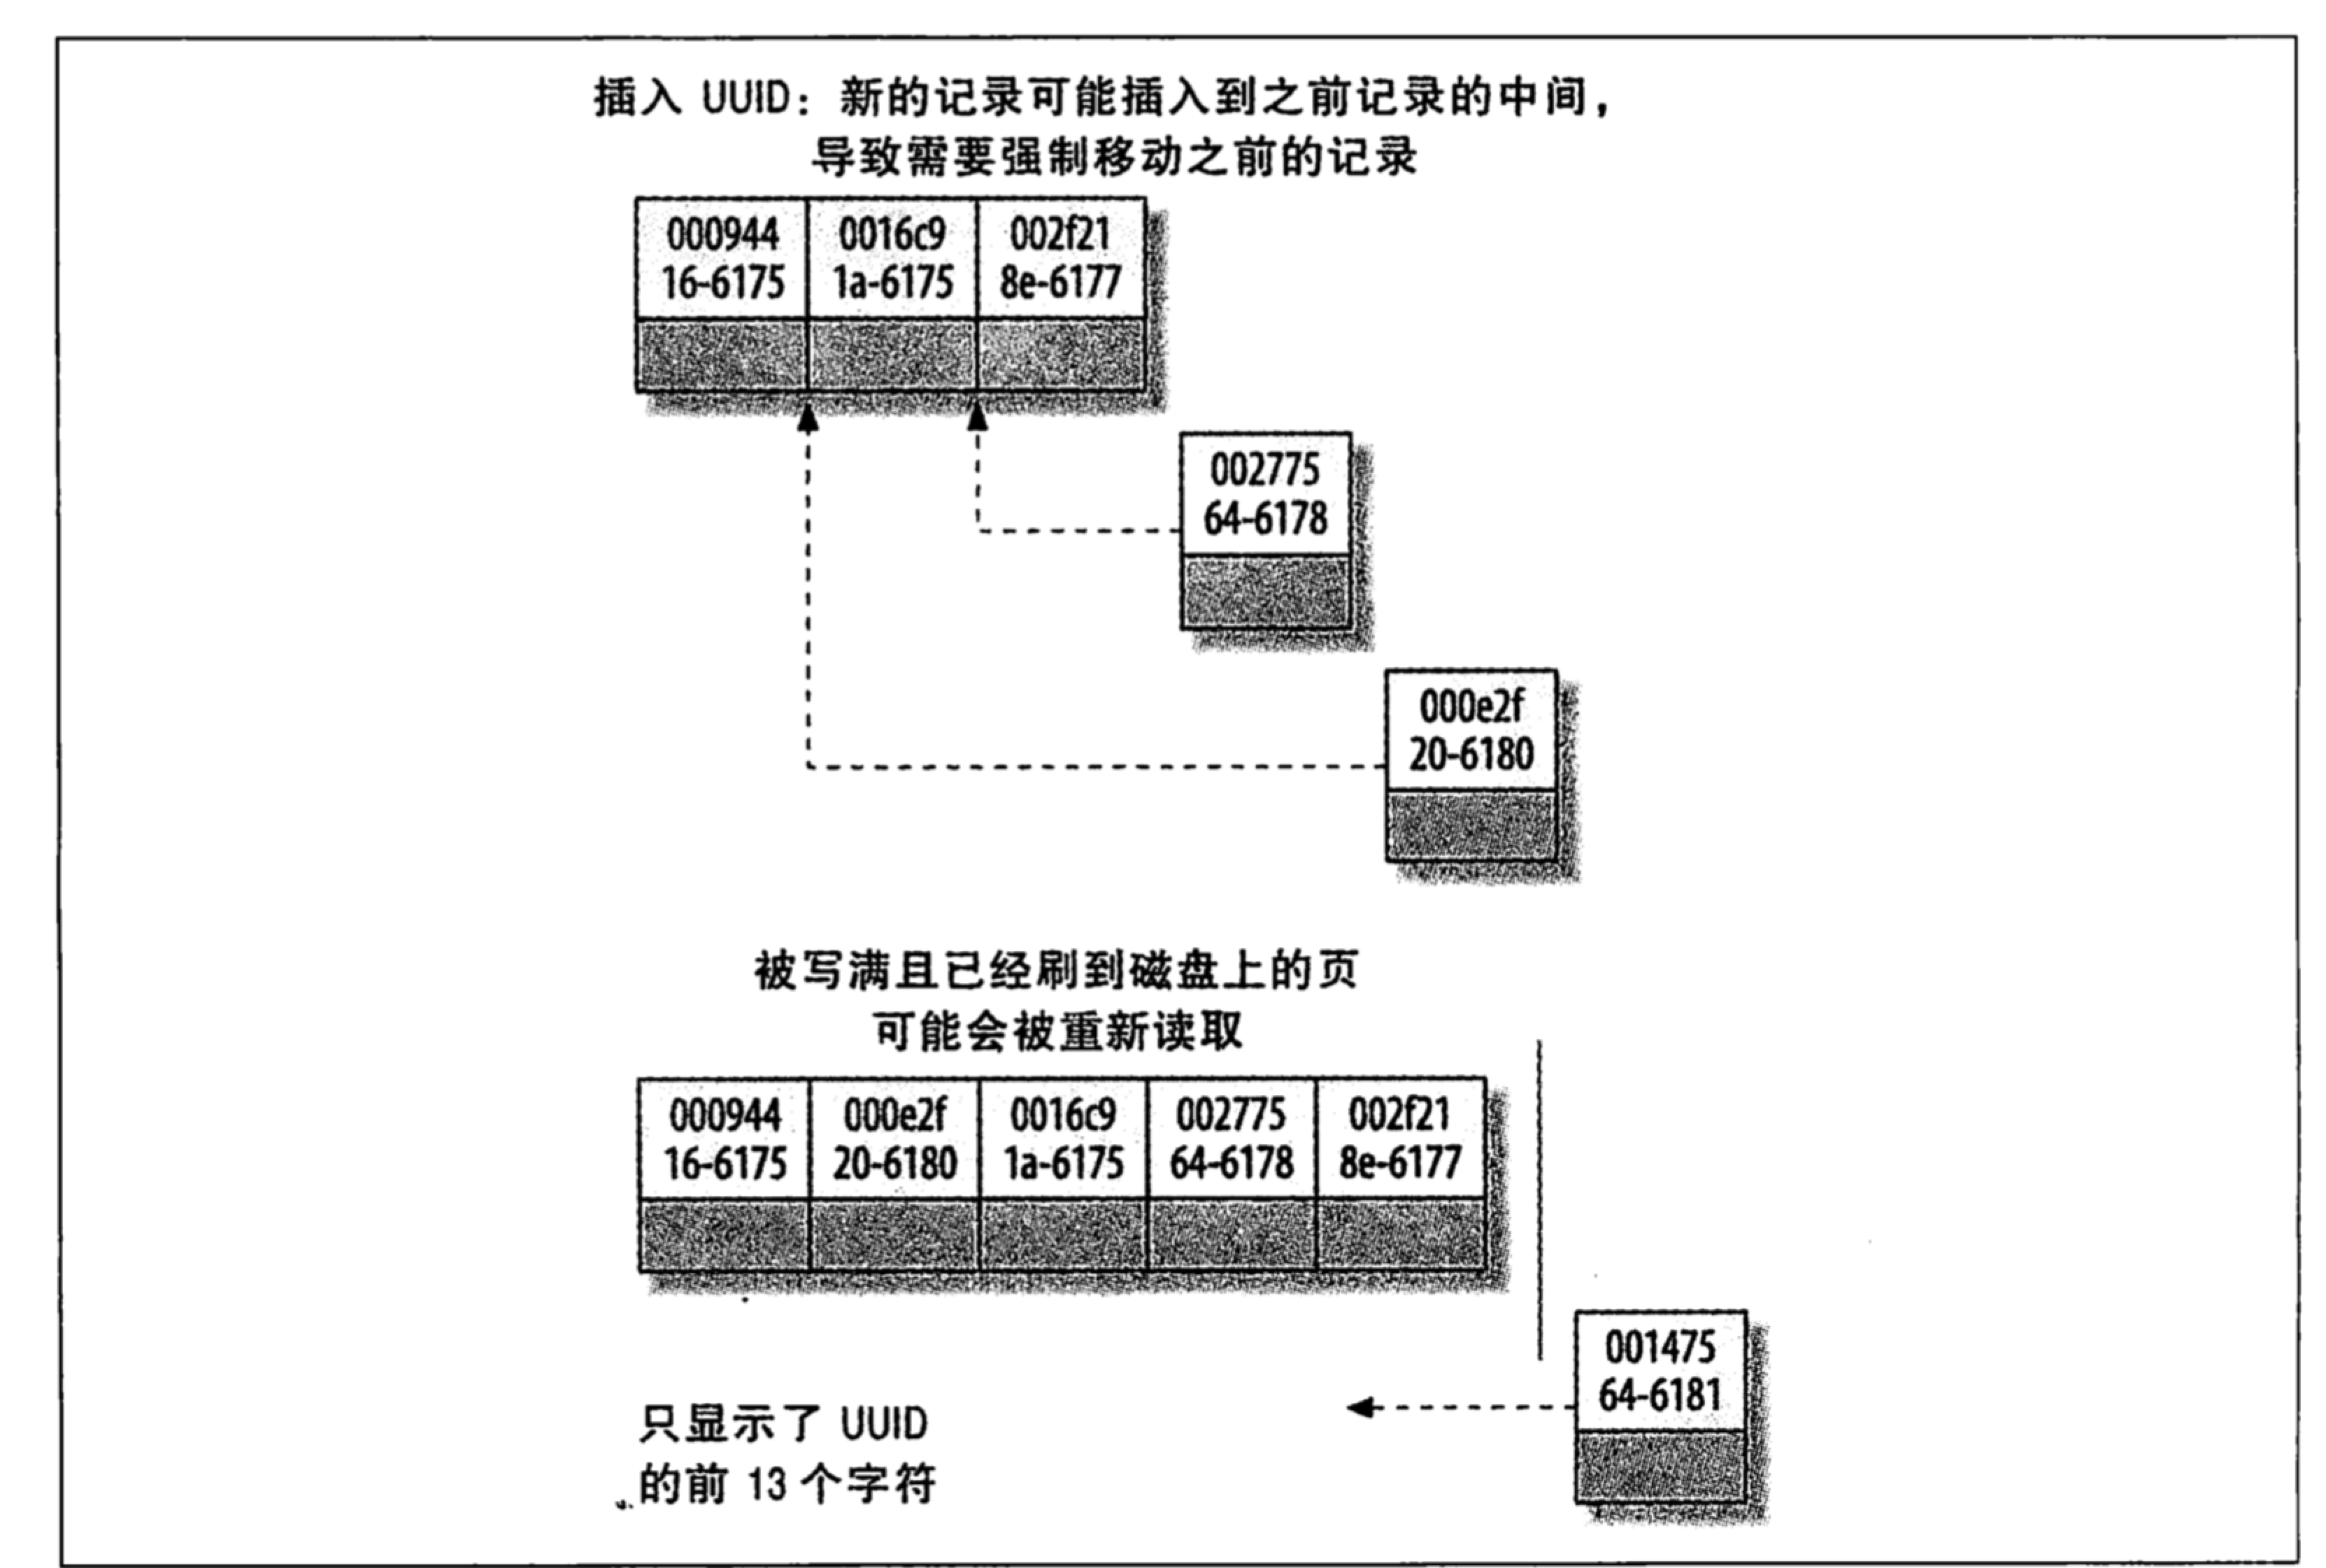 插入 UUID：新的记录可能插入到之前记录的中间，
导致需要强制移动之前的记录
000944 0016c9 002f21
16-6175 1a-6175 8e-6177
002775
64-6178
000e2f
20-6180
被写满且已经刷到磁盘上的页
可能会被重新读取
000944 000e2f 0016c9 002775 002f21
16-6175 20-6180 1a-6175 64-6178 8e-6177
001475
64-6181
只显示了 UUID
的前 13 个字符